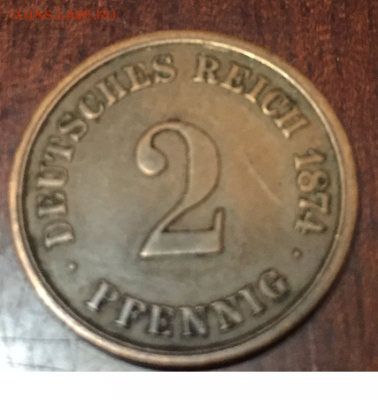 DEUTSCHES REICH 1874
2
· PFENNIG ·